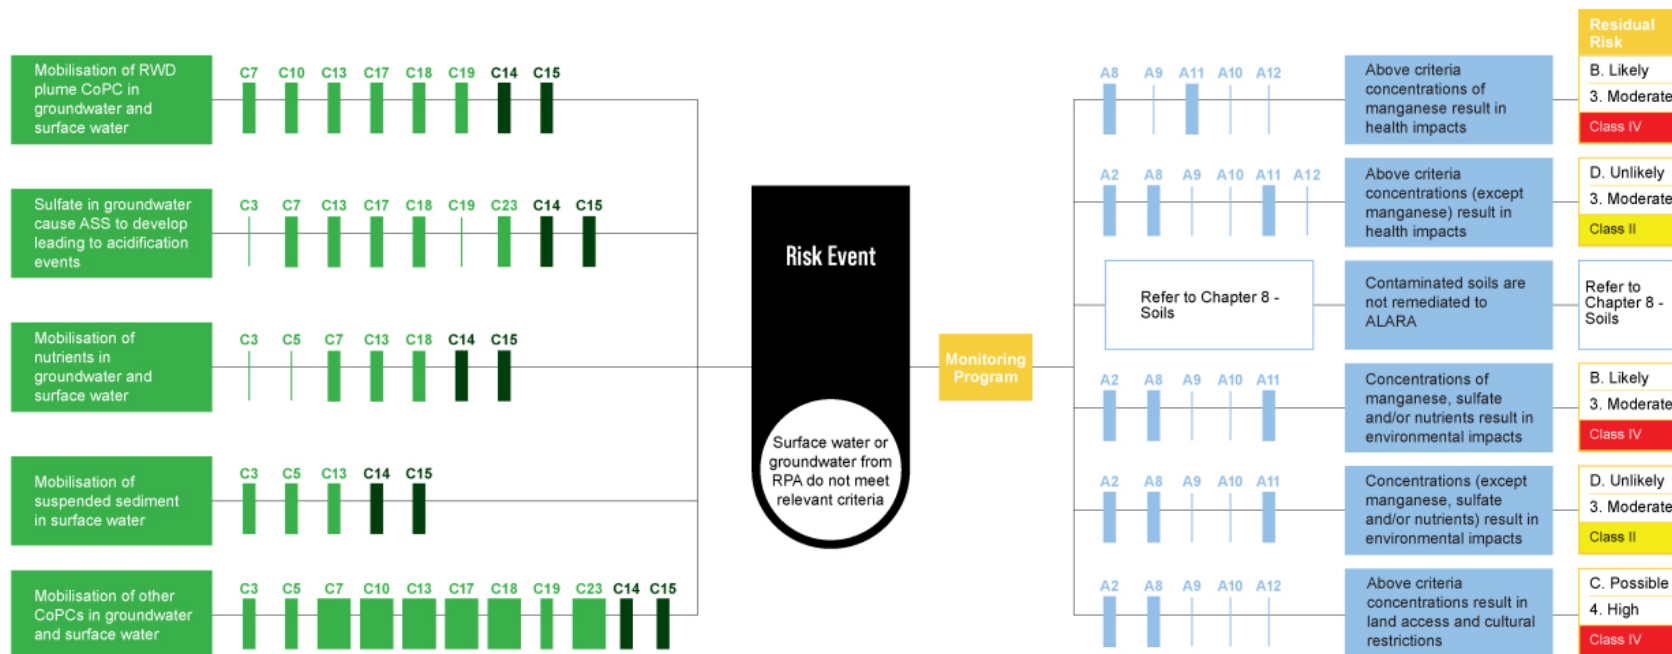 Residual
Risk
Mobilisation of RWD
plume CoPC in
groundwater and
surface water
C7 C10 C13 C17 C18 C19 C14 C15
A8 A9 A11 A10 A12
Above criteria
concentrations of
manganese result in
health impacts
B. Likely
3. Moderate
Class IV
Sulfate in groundwater
cause ASS to develop
leading to acidification
events
C3 C7 C13 C17 C18 C19 C23 C14 C15
A2 A8 A9 A10 A11 A12
Above criteria
concentrations (except
manganese) result in
health impacts
D. Unlikely
3. Moderate
Class II
Risk Event
Refer to Chapter 8 -
Soils
Contaminated soils are
not remediated to
ALARA
Refer to
Chapter 8 -
Soils
Mobilisation of
nutrients in
groundwater and
surface water
C3 C5 C7 C13 C18 C14 C15
Monitoring
Program
A2 A8 A9 A10 A11
Concentrations of
manganese, sulfate
and/or nutrients result in
environmental impacts
B. Likely
3. Moderate
Class IV
Surface water or
groundwater from
RPA do not meet
relevant criteria
Mobilisation of
suspended sediment
in surface water
C3 C5 C13 C14 C15
A2 A8 A9 A10 A11
Concentrations (except
manganese, sulfate
and/or nutrients) result in
environmental impacts
D. Unlikely
3. Moderate
Class II
Mobilisation of other
CoPCs in groundwater
and surface water
C3 C5 C7 C10 C13 C17 C18 C19 C23 C14 C15
A2 A8 A9 A10 A12
Above criteria
concentrations result in
land access and cultural
restrictions
C. Possible
4. High
Class IV